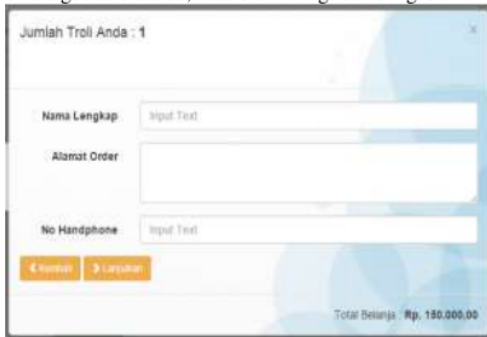 Jumlah Troli Anda : 1
x
Nama Lengkap
Input Text
Alamat Order
No Handphone
Input Text
Kembali
Lanjutkan
Total Belanja : Rp. 150.000,00